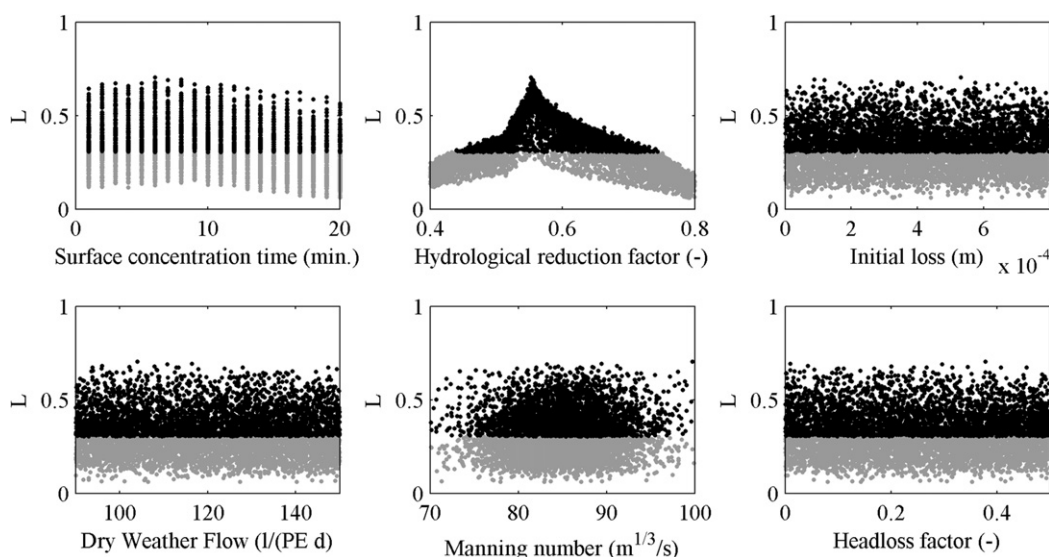 1
0.5
0
L
0
10
20
Surface concentration time (min.)
1
0.5
0
L
0.4
0.6
0.8
Hydrological reduction factor (-)
1
0.5
0
L
0
2
4
6
Initial loss (m)
x 10⁻⁴
1
0.5
0
L
100
120
140
Dry Weather Flow (l/(PE d)
1
0.5
0
L
70
80
90
100
Manning number (m^1/3/s)
1
0.5
0
L
0
0.2
0.4
Headloss factor (-)